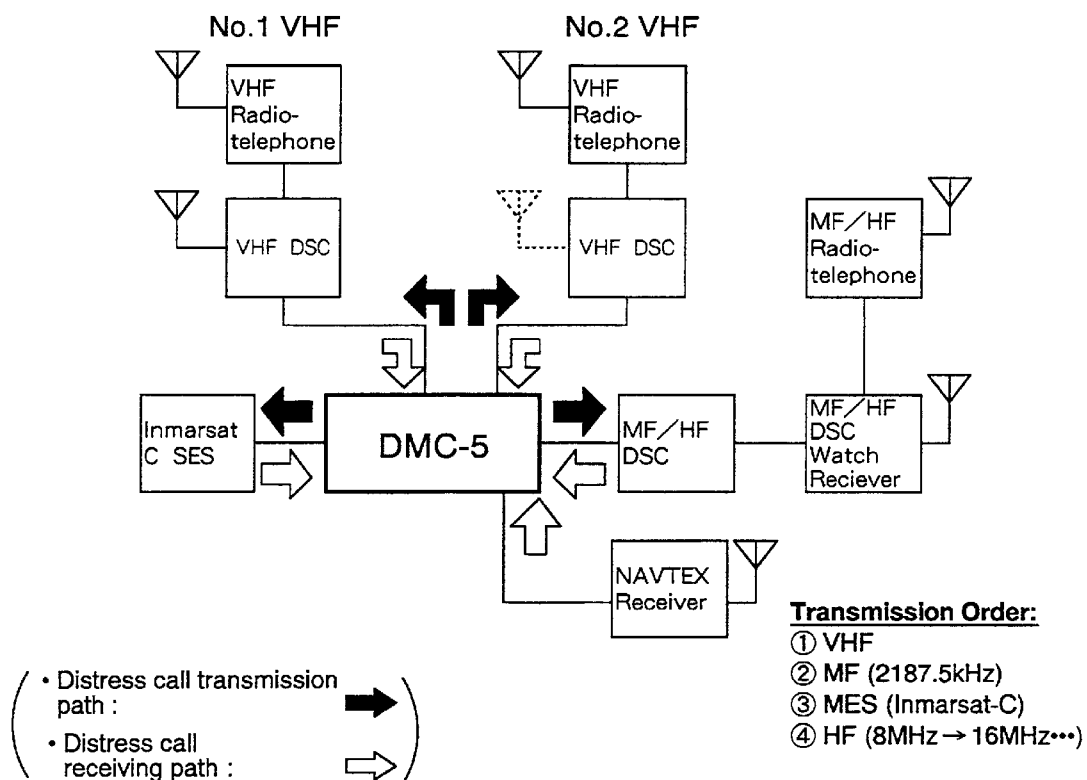 No.1 VHF
No.2 VHF
VHF
Radio-
telephone
VHF
Radio-
telephone
VHF DSC
VHF DSC
MF／HF
Radio-
telephone
Inmarsat
C SES
DMC-5
MF／HF
DSC
MF／HF
DSC
Watch
Reciever
NAVTEX
Receiver
Transmission Order:
① VHF
② MF (2187.5kHz)
③ MES (Inmarsat-C)
④ HF (8MHz→16MHz•••)
• Distress call transmission
path :
• Distress call
receiving path :